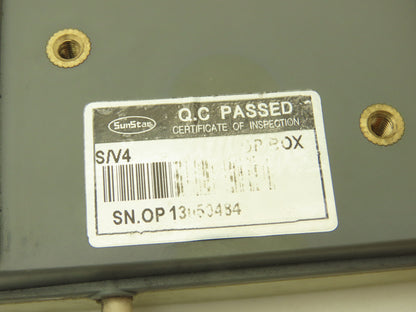 SunStar
Q.C PASSED
CERTIFICATE OF INSPECTION
S/V4 OP BOX
SN.OP